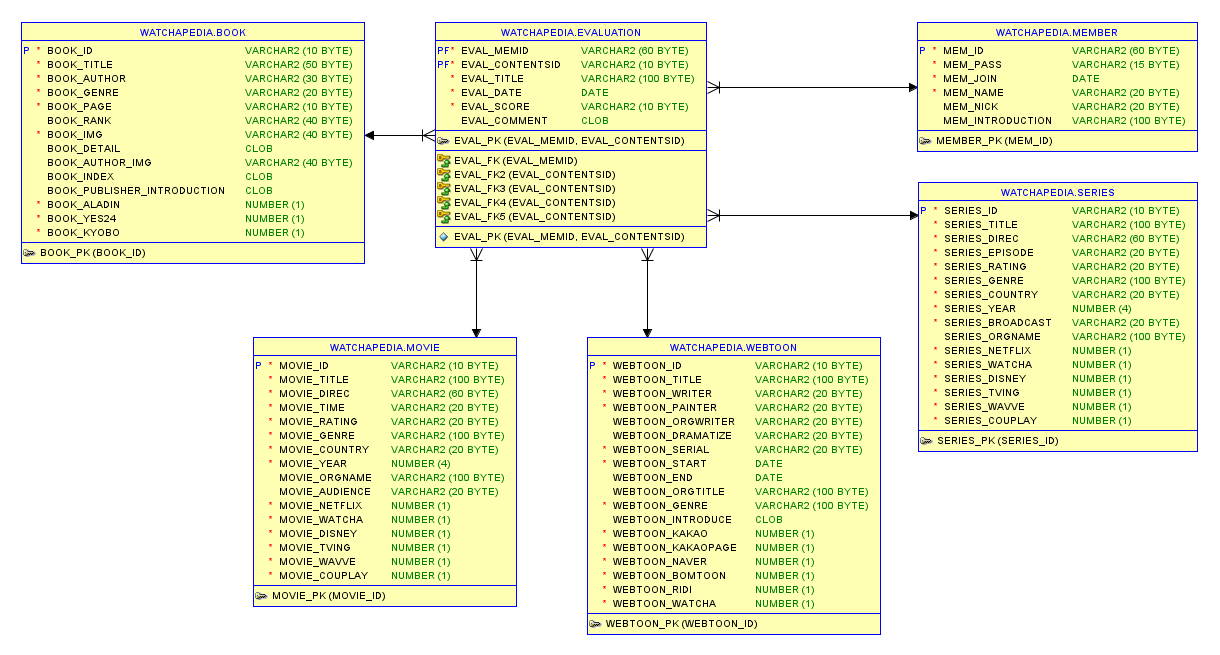 WATCHAPEDIA.BOOK
P * BOOK_ID VARCHAR2 (10 BYTE)
* BOOK_TITLE VARCHAR2 (50 BYTE)
* BOOK_AUTHOR VARCHAR2 (30 BYTE)
* BOOK_GENRE VARCHAR2 (20 BYTE)
* BOOK_PAGE VARCHAR2 (10 BYTE)
BOOK_RANK VARCHAR2 (40 BYTE)
* BOOK_IMG VARCHAR2 (40 BYTE)
BOOK_DETAIL CLOB
BOOK_AUTHOR_IMG VARCHAR2 (40 BYTE)
BOOK_INDEX CLOB
BOOK_PUBLISHER_INTRODUCTION CLOB
* BOOK_ALADIN NUMBER (1)
* BOOK_YES24 NUMBER (1)
* BOOK_KYOBO NUMBER (1)
BOOK_PK (BOOK_ID)
WATCHAPEDIA.EVALUATION
PF* EVAL_MEMID VARCHAR2 (60 BYTE)
PF* EVAL_CONTENTSID VARCHAR2 (10 BYTE)
* EVAL_TITLE VARCHAR2 (100 BYTE)
* EVAL_DATE DATE
* EVAL_SCORE VARCHAR2 (10 BYTE)
EVAL_COMMENT CLOB
EVAL_PK (EVAL_MEMID, EVAL_CONTENTSID)
EVAL_FK (EVAL_MEMID)
EVAL_FK2 (EVAL_CONTENTSID)
EVAL_FK3 (EVAL_CONTENTSID)
EVAL_FK4 (EVAL_CONTENTSID)
EVAL_FK5 (EVAL_CONTENTSID)
EVAL_PK (EVAL_MEMID, EVAL_CONTENTSID)
WATCHAPEDIA.MEMBER
P * MEM_ID VARCHAR2 (60 BYTE)
* MEM_PASS VARCHAR2 (15 BYTE)
* MEM_JOIN DATE
* MEM_NAME VARCHAR2 (20 BYTE)
MEM_NICK VARCHAR2 (20 BYTE)
MEM_INTRODUCTION VARCHAR2 (100 BYTE)
MEMBER_PK (MEM_ID)
WATCHAPEDIA.SERIES
P * SERIES_ID VARCHAR2 (10 BYTE)
* SERIES_TITLE VARCHAR2 (100 BYTE)
* SERIES_DIREC VARCHAR2 (60 BYTE)
* SERIES_EPISODE VARCHAR2 (20 BYTE)
* SERIES_RATING VARCHAR2 (20 BYTE)
* SERIES_GENRE VARCHAR2 (100 BYTE)
* SERIES_COUNTRY VARCHAR2 (20 BYTE)
* SERIES_YEAR NUMBER (4)
* SERIES_BROADCAST VARCHAR2 (20 BYTE)
SERIES_ORGNAME VARCHAR2 (100 BYTE)
* SERIES_NETFLIX NUMBER (1)
* SERIES_WATCHA NUMBER (1)
* SERIES_DISNEY NUMBER (1)
* SERIES_TVING NUMBER (1)
* SERIES_WAVVE NUMBER (1)
* SERIES_COUPLAY NUMBER (1)
SERIES_PK (SERIES_ID)
WATCHAPEDIA.MOVIE
P * MOVIE_ID VARCHAR2 (10 BYTE)
* MOVIE_TITLE VARCHAR2 (100 BYTE)
* MOVIE_DIREC VARCHAR2 (60 BYTE)
* MOVIE_TIME VARCHAR2 (20 BYTE)
* MOVIE_RATING VARCHAR2 (20 BYTE)
* MOVIE_GENRE VARCHAR2 (100 BYTE)
* MOVIE_COUNTRY VARCHAR2 (20 BYTE)
* MOVIE_YEAR NUMBER (4)
MOVIE_ORGNAME VARCHAR2 (100 BYTE)
MOVIE_AUDIENCE VARCHAR2 (20 BYTE)
* MOVIE_NETFLIX NUMBER (1)
* MOVIE_WATCHA NUMBER (1)
* MOVIE_DISNEY NUMBER (1)
* MOVIE_TVING NUMBER (1)
* MOVIE_WAVVE NUMBER (1)
* MOVIE_COUPLAY NUMBER (1)
MOVIE_PK (MOVIE_ID)
WATCHAPEDIA.WEBTOON
P * WEBTOON_ID VARCHAR2 (10 BYTE)
* WEBTOON_TITLE VARCHAR2 (100 BYTE)
* WEBTOON_WRITER VARCHAR2 (20 BYTE)
* WEBTOON_PAINTER VARCHAR2 (20 BYTE)
WEBTOON_ORGWRITER VARCHAR2 (20 BYTE)
WEBTOON_DRAMATIZE VARCHAR2 (20 BYTE)
* WEBTOON_SERIAL VARCHAR2 (20 BYTE)
* WEBTOON_START DATE
WEBTOON_END DATE
WEBTOON_ORGTITLE VARCHAR2 (100 BYTE)
* WEBTOON_GENRE VARCHAR2 (100 BYTE)
WEBTOON_INTRODUCE CLOB
* WEBTOON_KAKAO NUMBER (1)
* WEBTOON_KAKAOPAGE NUMBER (1)
* WEBTOON_NAVER NUMBER (1)
* WEBTOON_BOMTOON NUMBER (1)
* WEBTOON_RIDI NUMBER (1)
* WEBTOON_WATCHA NUMBER (1)
WEBTOON_PK (WEBTOON_ID)